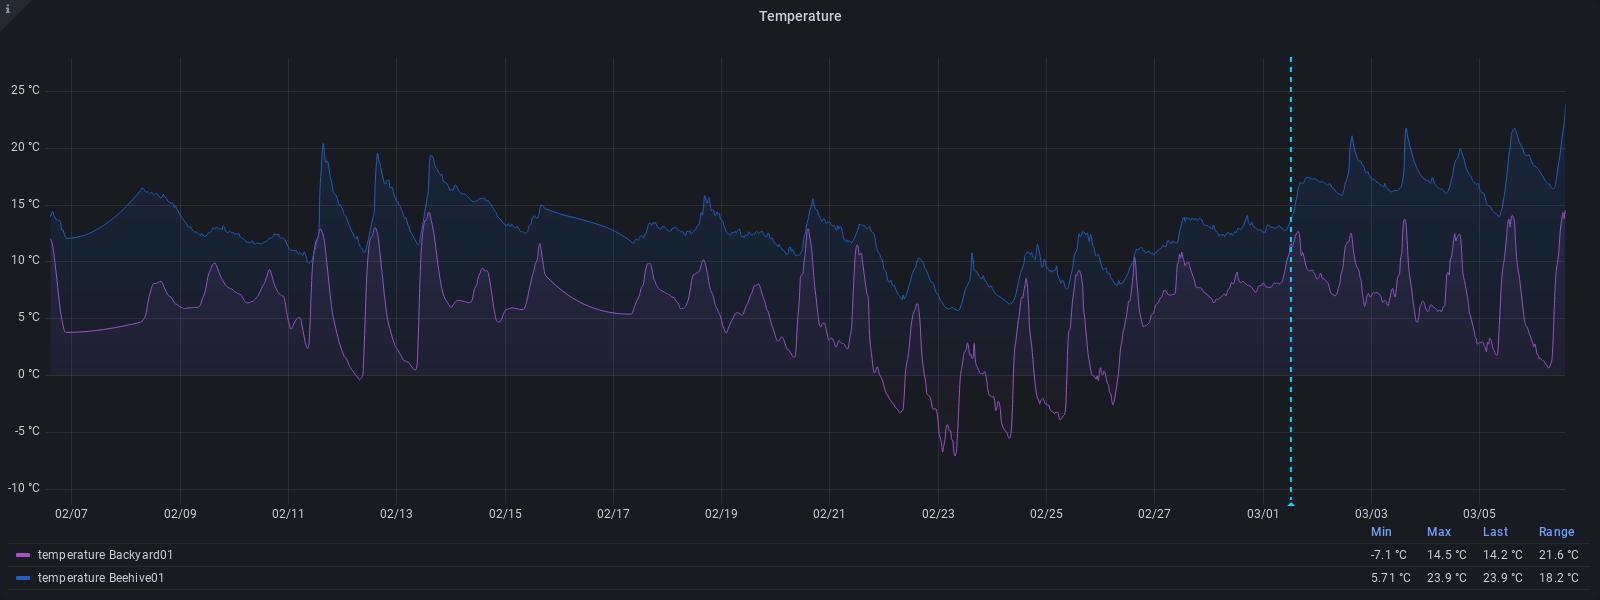 i
Temperature
25 °C
20 °C
15 °C
10 °C
5 °C
0 °C
-5 °C
-10 °C
02/07 02/09 02/11 02/13 02/15 02/17 02/19 02/21 02/23 02/25 02/27 03/01 03/03 03/05
Min Max Last Range
temperature Backyard01 -7.1 °C 14.5 °C 14.2 °C 21.6 °C
temperature Beehive01 5.71 °C 23.9 °C 23.9 °C 18.2 °C